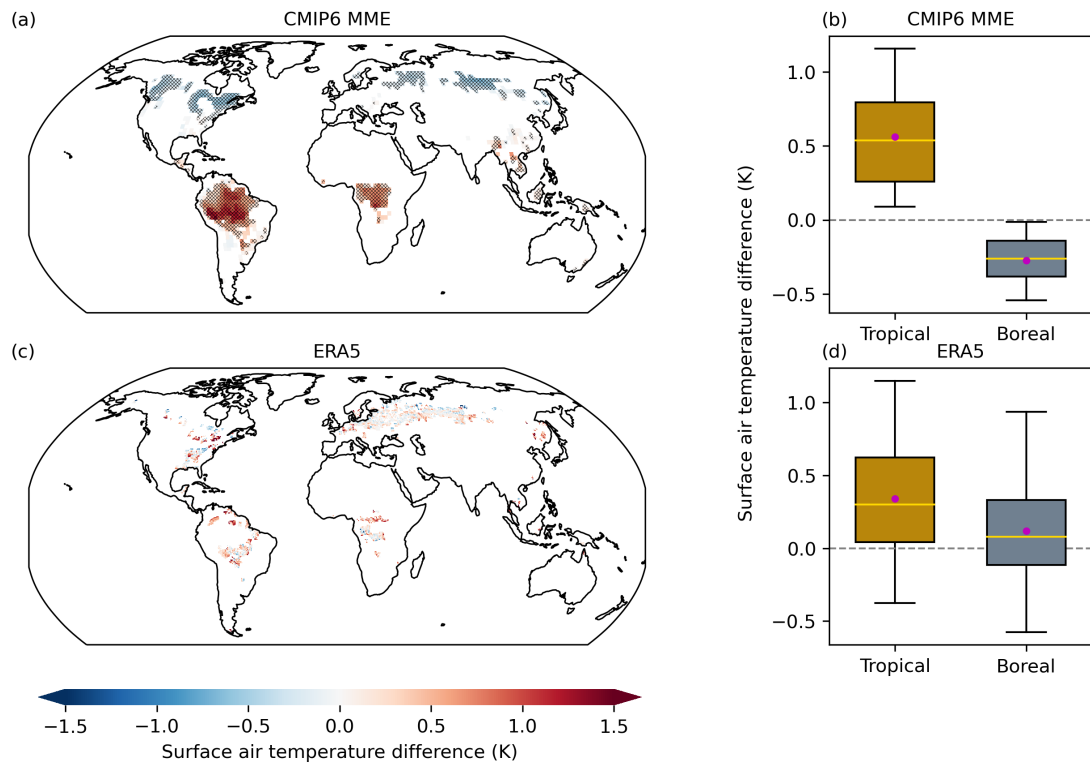 (a)
CMIP6 MME
(b)
CMIP6 MME
1.0
0.5
0.0
−0.5
Tropical
Boreal
Surface air temperature difference (K)
(c)
ERA5
(d)
ERA5
1.0
0.5
0.0
−0.5
Tropical
Boreal
−1.5
−1.0
−0.5
0.0
0.5
1.0
1.5
Surface air temperature difference (K)